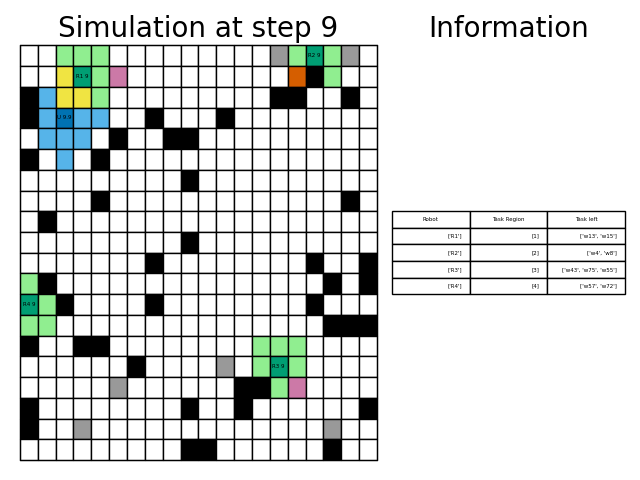 Simulation at step 9
Information
R2 9
R1 9
U 9 9
R4 9
R3 9
Robot Task Region Task left
['R1'] [1] ['w13', 'w15']
['R2'] [2] ['w4', 'w8']
['R3'] [3] ['w43', 'w75', 'w55']
['R4'] [4] ['w57', 'w72']